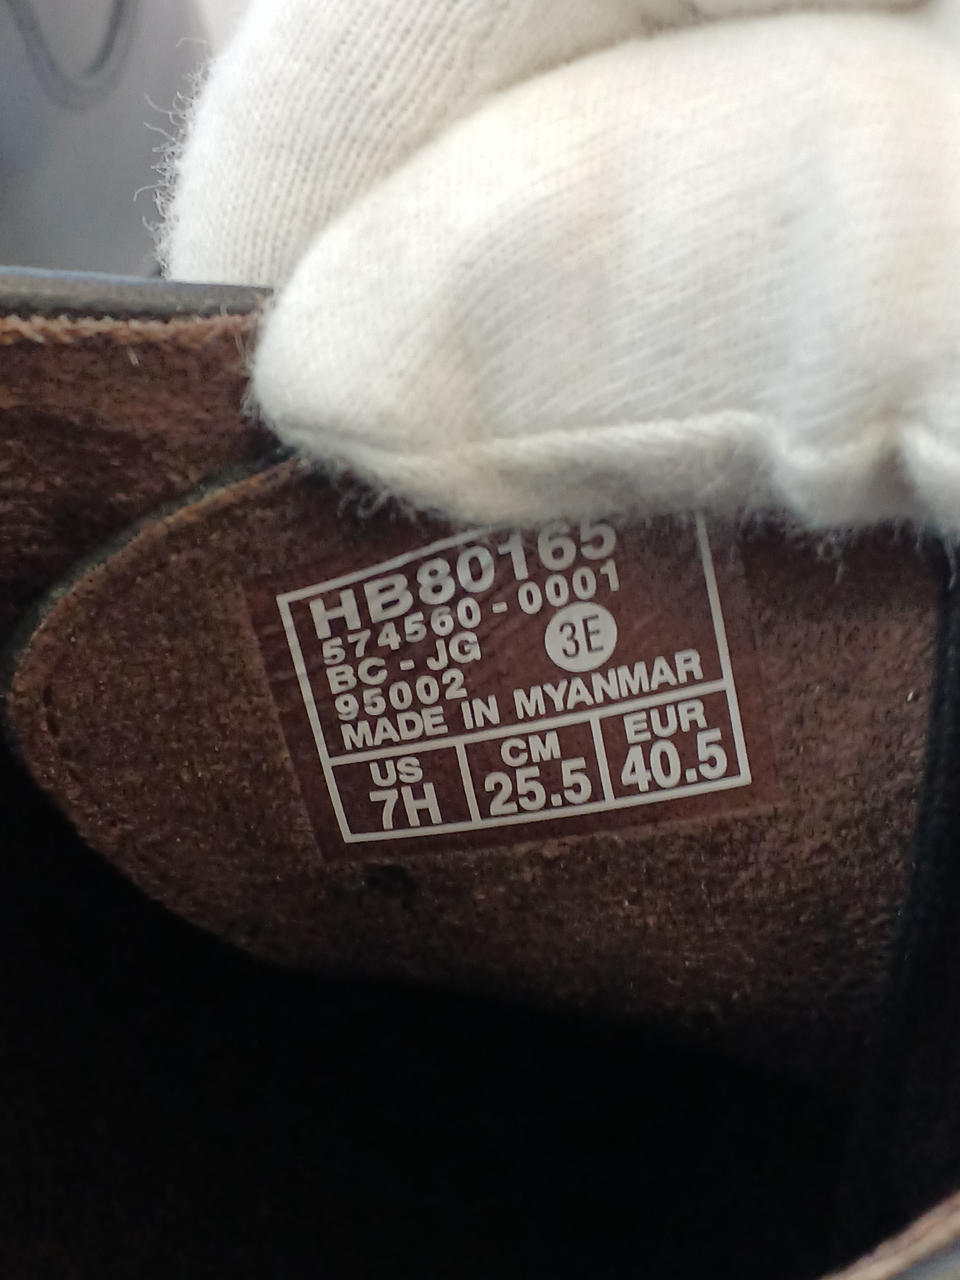 HB80165
574560-0001
BC-JG 3E
95002
MADE IN MYANMAR
US CM EUR
7H 25.5 40.5